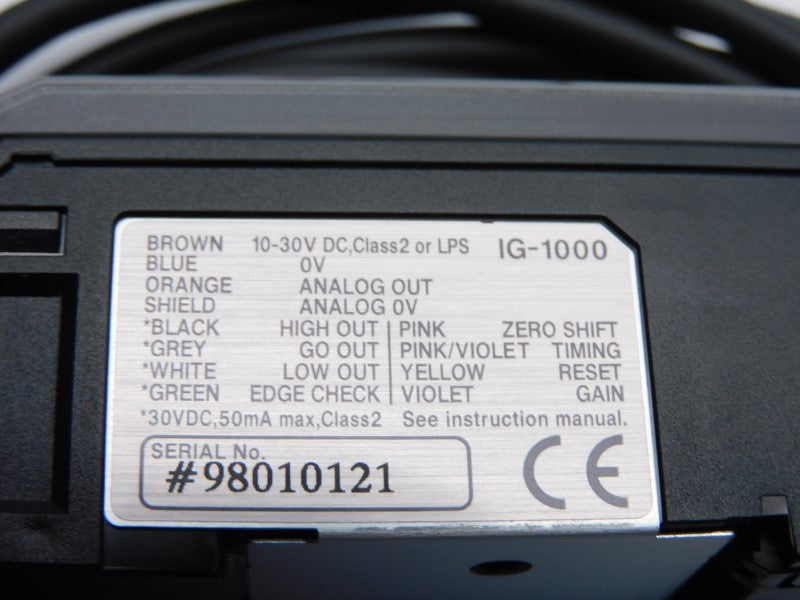 BROWN 10-30V DC,Class2 or LPS IG-1000
BLUE 0V
ORANGE ANALOG OUT
SHIELD ANALOG 0V
*BLACK HIGH OUT PINK ZERO SHIFT
*GREY GO OUT PINK/VIOLET TIMING
*WHITE LOW OUT YELLOW RESET
*GREEN EDGE CHECK VIOLET GAIN
*30VDC,50mA max,Class2 See instruction manual.
SERIAL No.
#98010121
CE